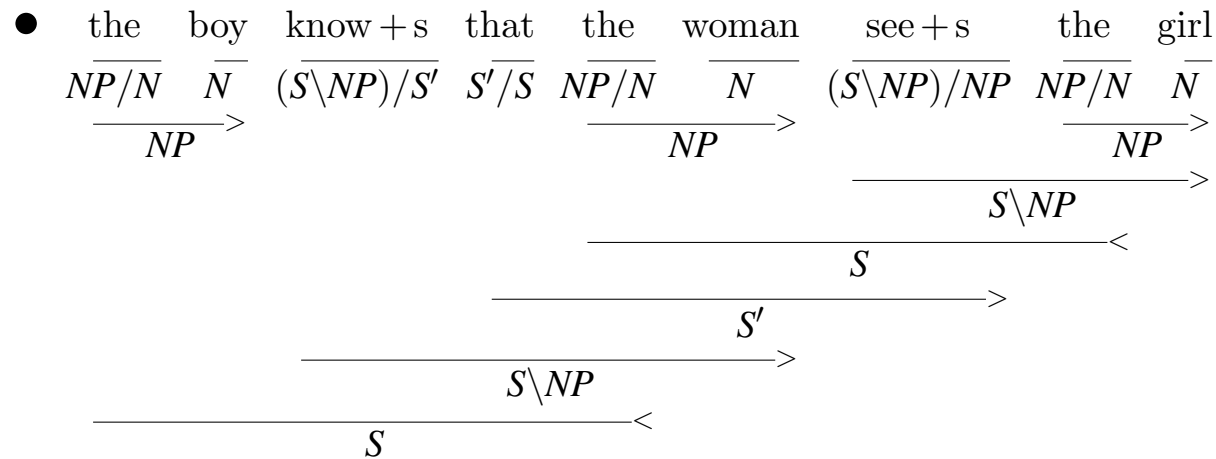 ● the boy know + s that the woman see + s the girl
NP/N N (S\NP)/S′ S′/S NP/N N (S\NP)/NP NP/N N
> > >
NP NP NP
>
S\NP
<
S
>
S′
>
S\NP
<
S